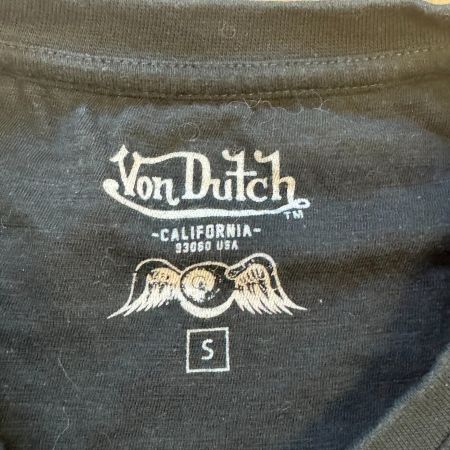 Von Dutch
TM
-CALIFORNIA-
93060 USA
S